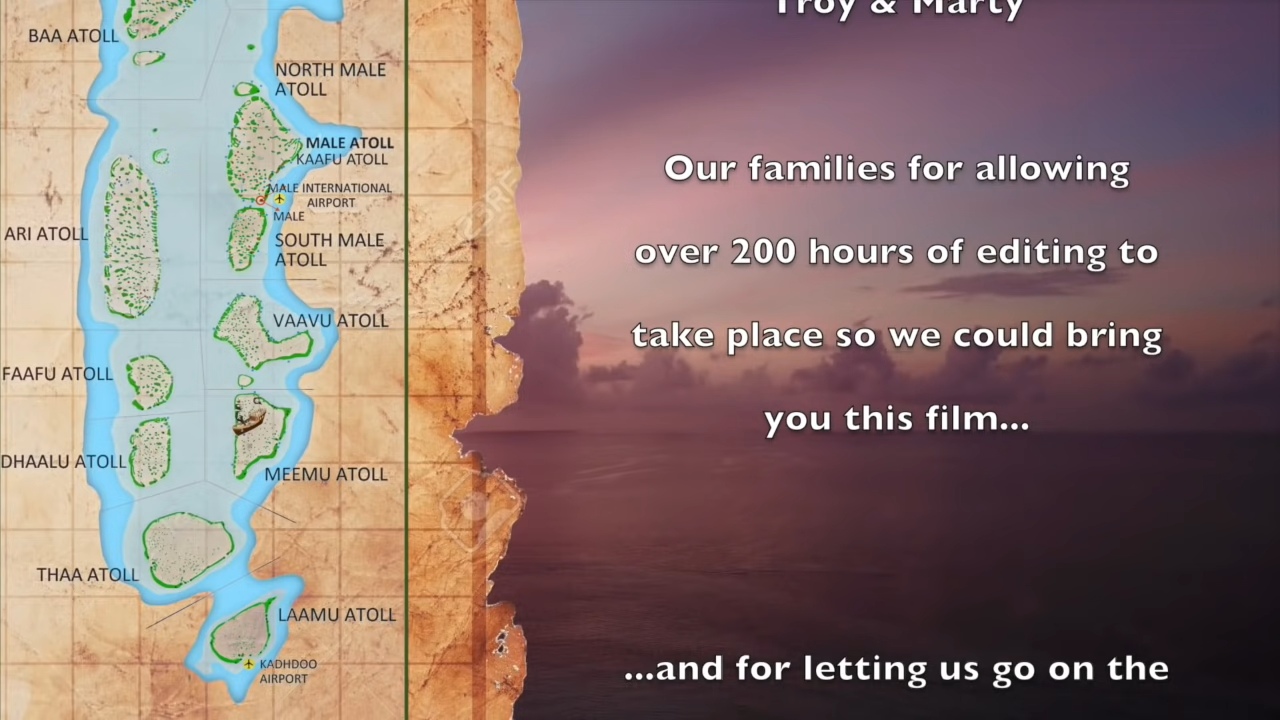 BAA ATOLL
NORTH MALE
ATOLL
MALE ATOLL
KAAFU ATOLL
MALE INTERNATIONAL
AIRPORT
MALE
ARI ATOLL
SOUTH MALE
ATOLL
VAAVU ATOLL
FAAFU ATOLL
DHAALU ATOLL
MEEMU ATOLL
THAA ATOLL
LAAMU ATOLL
KADHDOO
AIRPORT
Troy & Marty
Our families for allowing
over 200 hours of editing to
take place so we could bring
you this film...
...and for letting us go on the